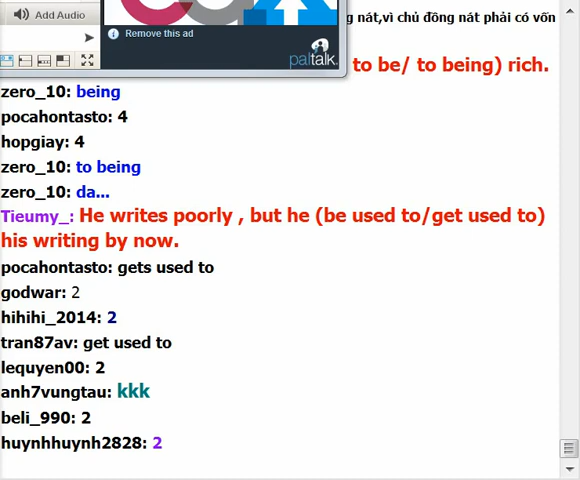 Add Audio
g nát,vì chủ đồng nát phải có vốn
Remove this ad
paltalk
to be/ to being) rich.
zero_10: being
pocahontasto: 4
hopgiay: 4
zero_10: to being
zero_10: da...
Tieumy_: He writes poorly , but he (be used to/get used to)
his writing by now.
pocahontasto: gets used to
godwar: 2
hihihi_2014: 2
tran87av: get used to
lequyen00: 2
anh7vungtau: kkk
beli_990: 2
huynhhuynh2828: 2